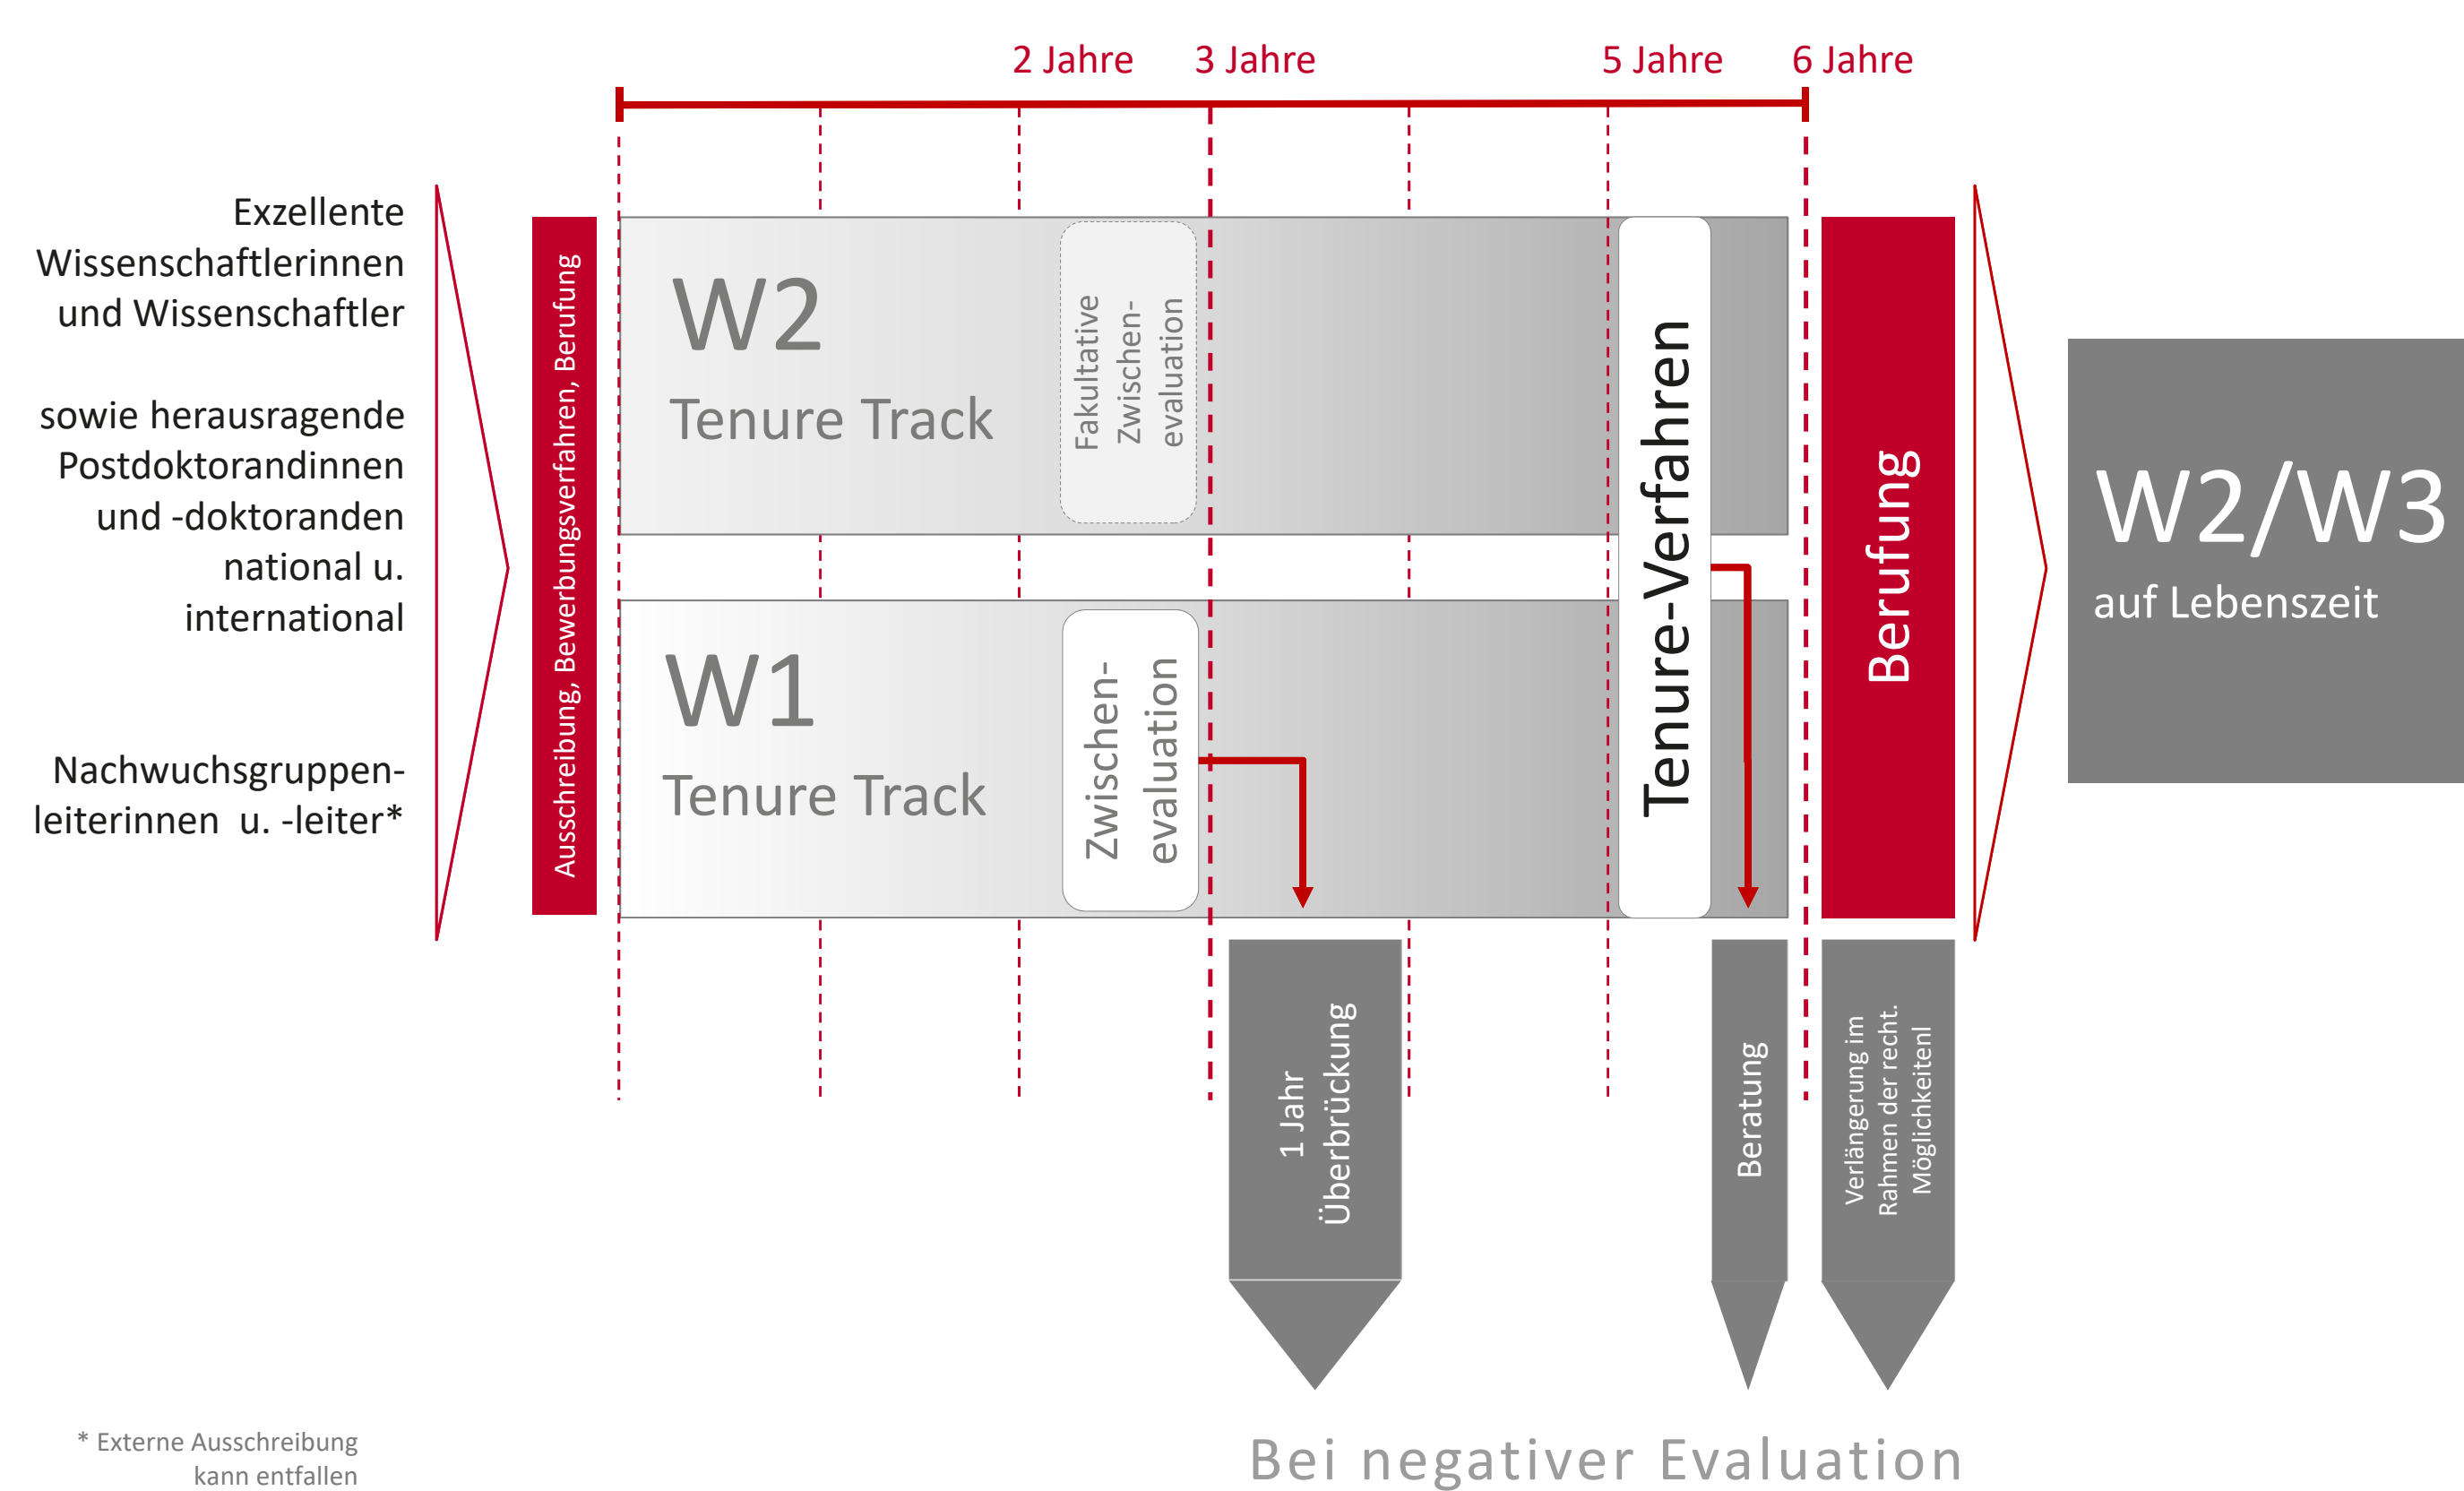 2 Jahre
3 Jahre
5 Jahre
6 Jahre
Exzellente
Wissenschaftlerinnen
und Wissenschaftler
sowie herausragende
Postdoktorandinnen
und -doktoranden
national u.
international
Nachwuchsgruppen-
leiterinnen u. -leiter*
Ausschreibung, Bewerbungsverfahren, Berufung
W2
Tenure Track
Fakultative
Zwischen-
evaluation
W1
Tenure Track
Zwischen-
evaluation
Tenure-Verfahren
Berufung
W2/W3
auf Lebenszeit
1 Jahr
Überbrückung
Beratung
Verlängerung im
Rahmen der recht.
Möglichkeitenl
Bei negativer Evaluation
* Externe Ausschreibung
kann entfallen